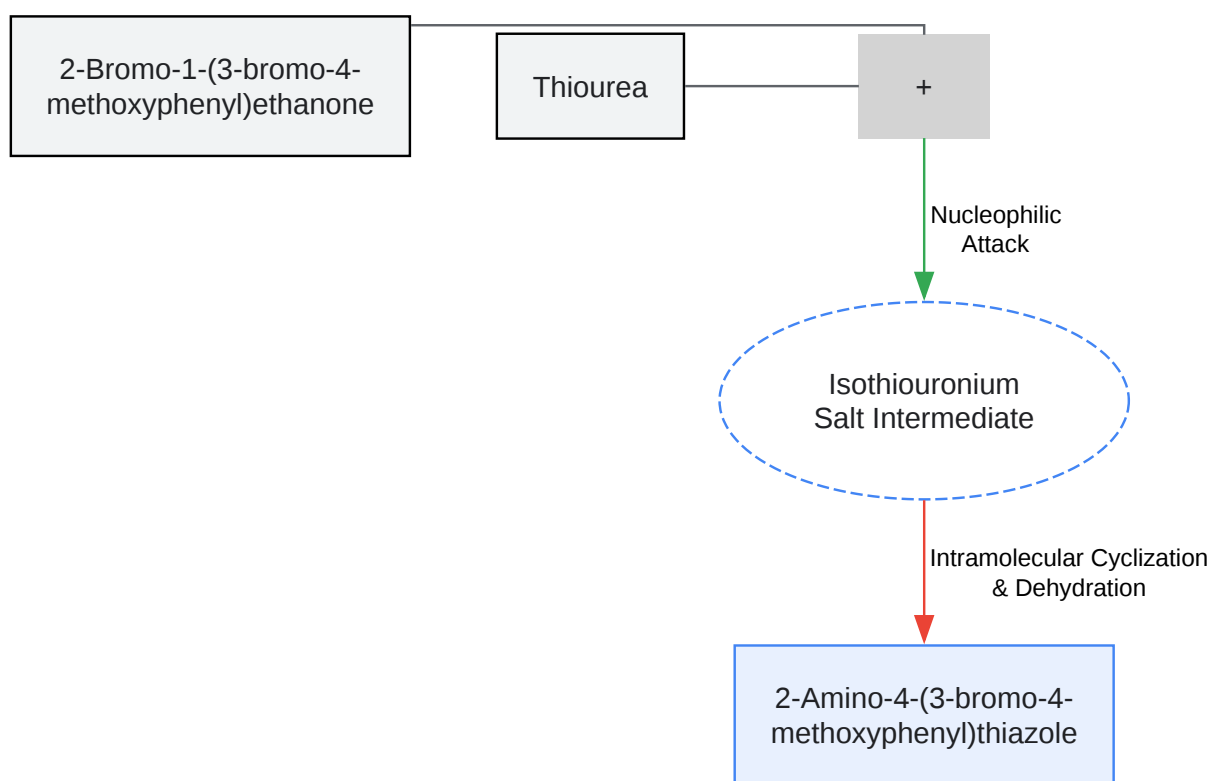 2-Bromo-1-(3-bromo-4-
methoxyphenyl)ethanone
Thiourea
+
Nucleophilic
Attack
Isothiouronium
Salt Intermediate
Intramolecular Cyclization
& Dehydration
2-Amino-4-(3-bromo-4-
methoxyphenyl)thiazole